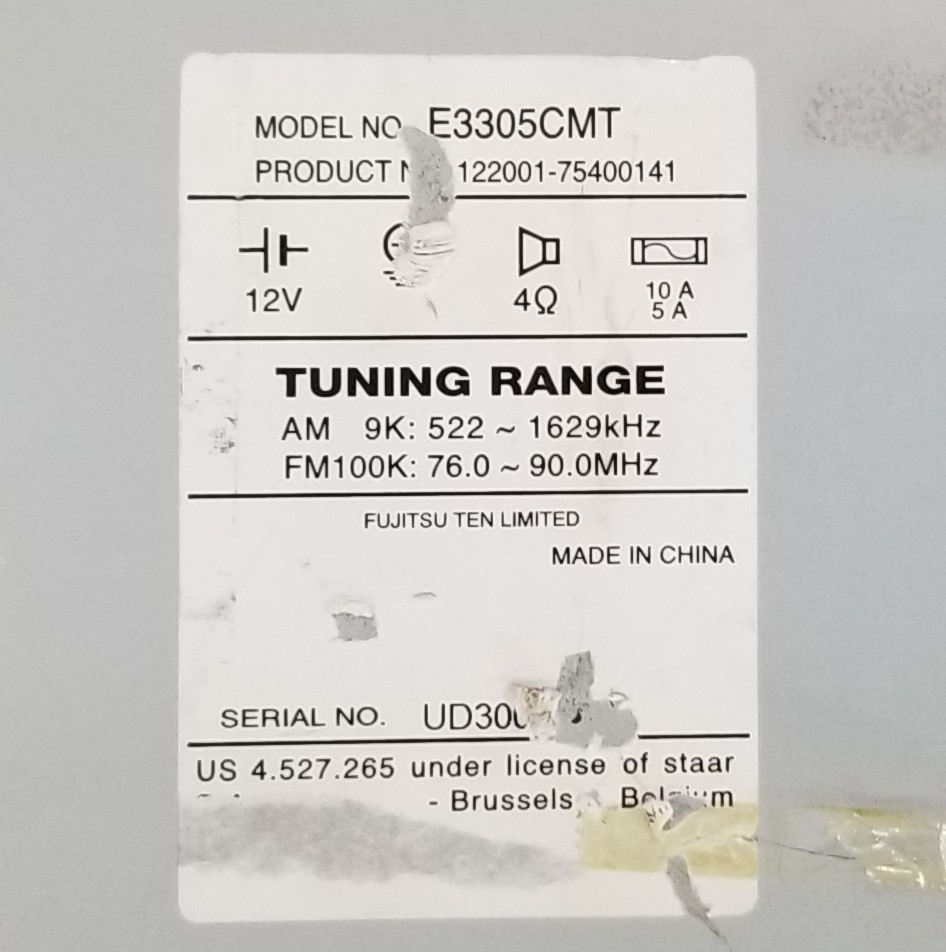 MODEL NO. E3305CMT
PRODUCT 122001-75400141
12V
4Ω
10 A
5 A
TUNING RANGE
AM 9K: 522 ~ 1629kHz
FM100K: 76.0 ~ 90.0MHz
FUJITSU TEN LIMITED
MADE IN CHINA
SERIAL NO.
US 4.527.265 under license of staar
- Brussels Belgium